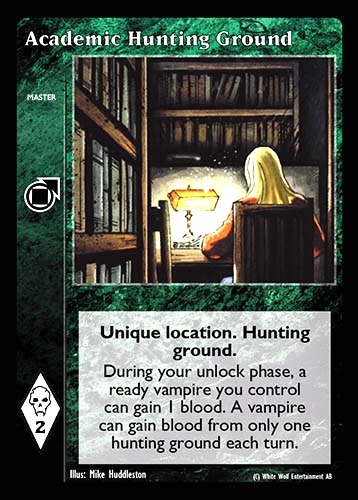 Academic Hunting Ground
MASTER
Unique location. Hunting
ground.
During your unlock phase, a
ready vampire you control
can gain 1 blood. A vampire
can gain blood from only one
hunting ground each turn.
2
Illus: Mike Huddleston
(C) White Wolf Entertainment AB